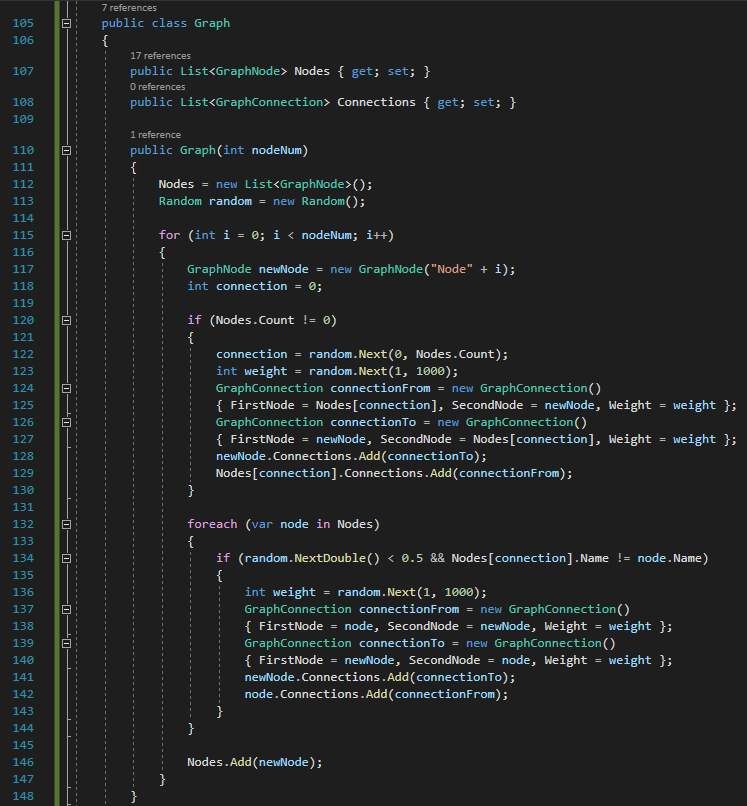 7 references
105 public class Graph
106 {
17 references
107 public List<GraphNode> Nodes { get; set; }
0 references
108 public List<GraphConnection> Connections { get; set; }
109
1 reference
110 public Graph(int nodeNum)
111 {
112 Nodes = new List<GraphNode>();
113 Random random = new Random();
114
115 for (int i = 0; i < nodeNum; i++)
116 {
117 GraphNode newNode = new GraphNode("Node" + i);
118 int connection = 0;
119
120 if (Nodes.Count != 0)
121 {
122 connection = random.Next(0, Nodes.Count);
123 int weight = random.Next(1, 1000);
124 GraphConnection connectionFrom = new GraphConnection()
125 { FirstNode = Nodes[connection], SecondNode = newNode, Weight = weight };
126 GraphConnection connectionTo = new GraphConnection()
127 { FirstNode = newNode, SecondNode = Nodes[connection], Weight = weight };
128 newNode.Connections.Add(connectionTo);
129 Nodes[connection].Connections.Add(connectionFrom);
130 }
131
132 foreach (var node in Nodes)
133 {
134 if (random.NextDouble() < 0.5 && Nodes[connection].Name != node.Name)
135 {
136 int weight = random.Next(1, 1000);
137 GraphConnection connectionFrom = new GraphConnection()
138 { FirstNode = node, SecondNode = newNode, Weight = weight };
139 GraphConnection connectionTo = new GraphConnection()
140 { FirstNode = newNode, SecondNode = node, Weight = weight };
141 newNode.Connections.Add(connectionTo);
142 node.Connections.Add(connectionFrom);
143 }
144 }
145
146 Nodes.Add(newNode);
147 }
148 }